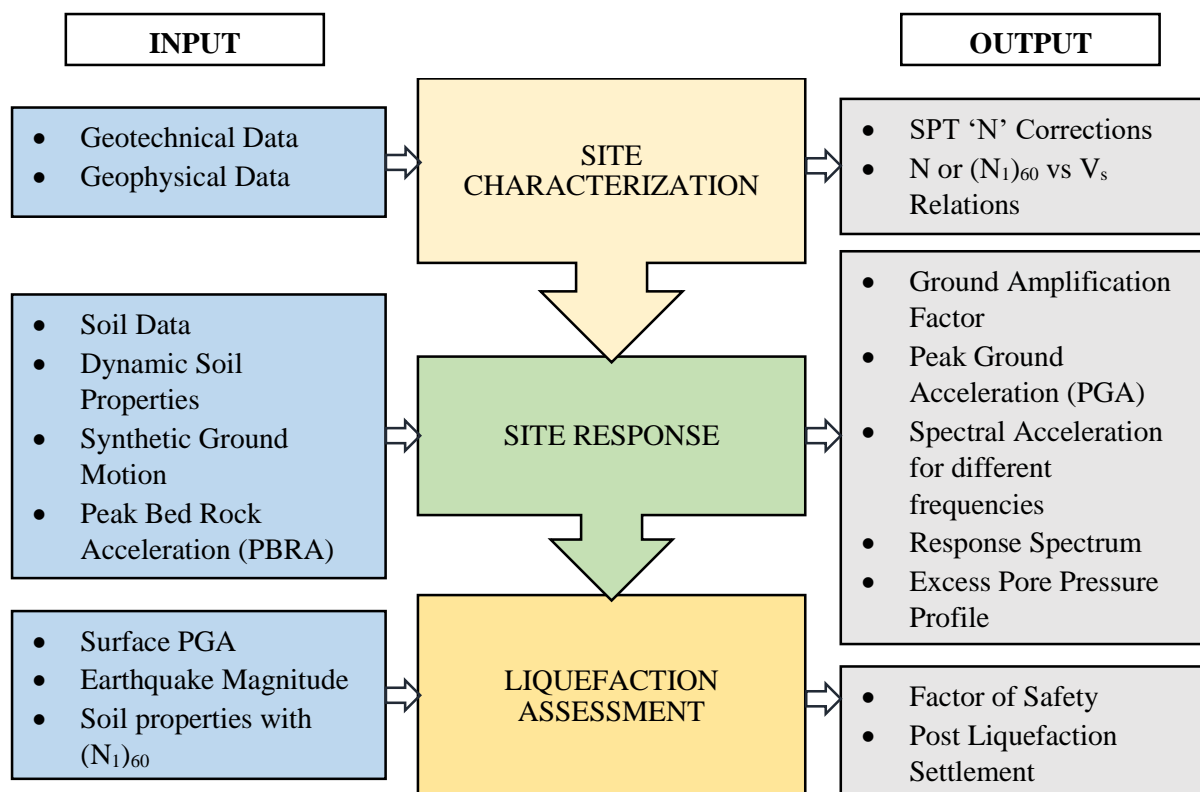 INPUT
OUTPUT
• Geotechnical Data
• Geophysical Data
SITE
CHARACTERIZATION
• SPT ‘N’ Corrections
• N or (N₁)₆₀ vs Vₛ
Relations
• Soil Data
• Dynamic Soil
Properties
• Synthetic Ground
Motion
• Peak Bed Rock
Acceleration (PBRA)
SITE RESPONSE
• Ground Amplification
Factor
• Peak Ground
Acceleration (PGA)
• Spectral Acceleration
for different
frequencies
• Response Spectrum
• Excess Pore Pressure
Profile
• Surface PGA
• Earthquake Magnitude
• Soil properties with
(N₁)₆₀
LIQUEFACTION
ASSESSMENT
• Factor of Safety
• Post Liquefaction
Settlement